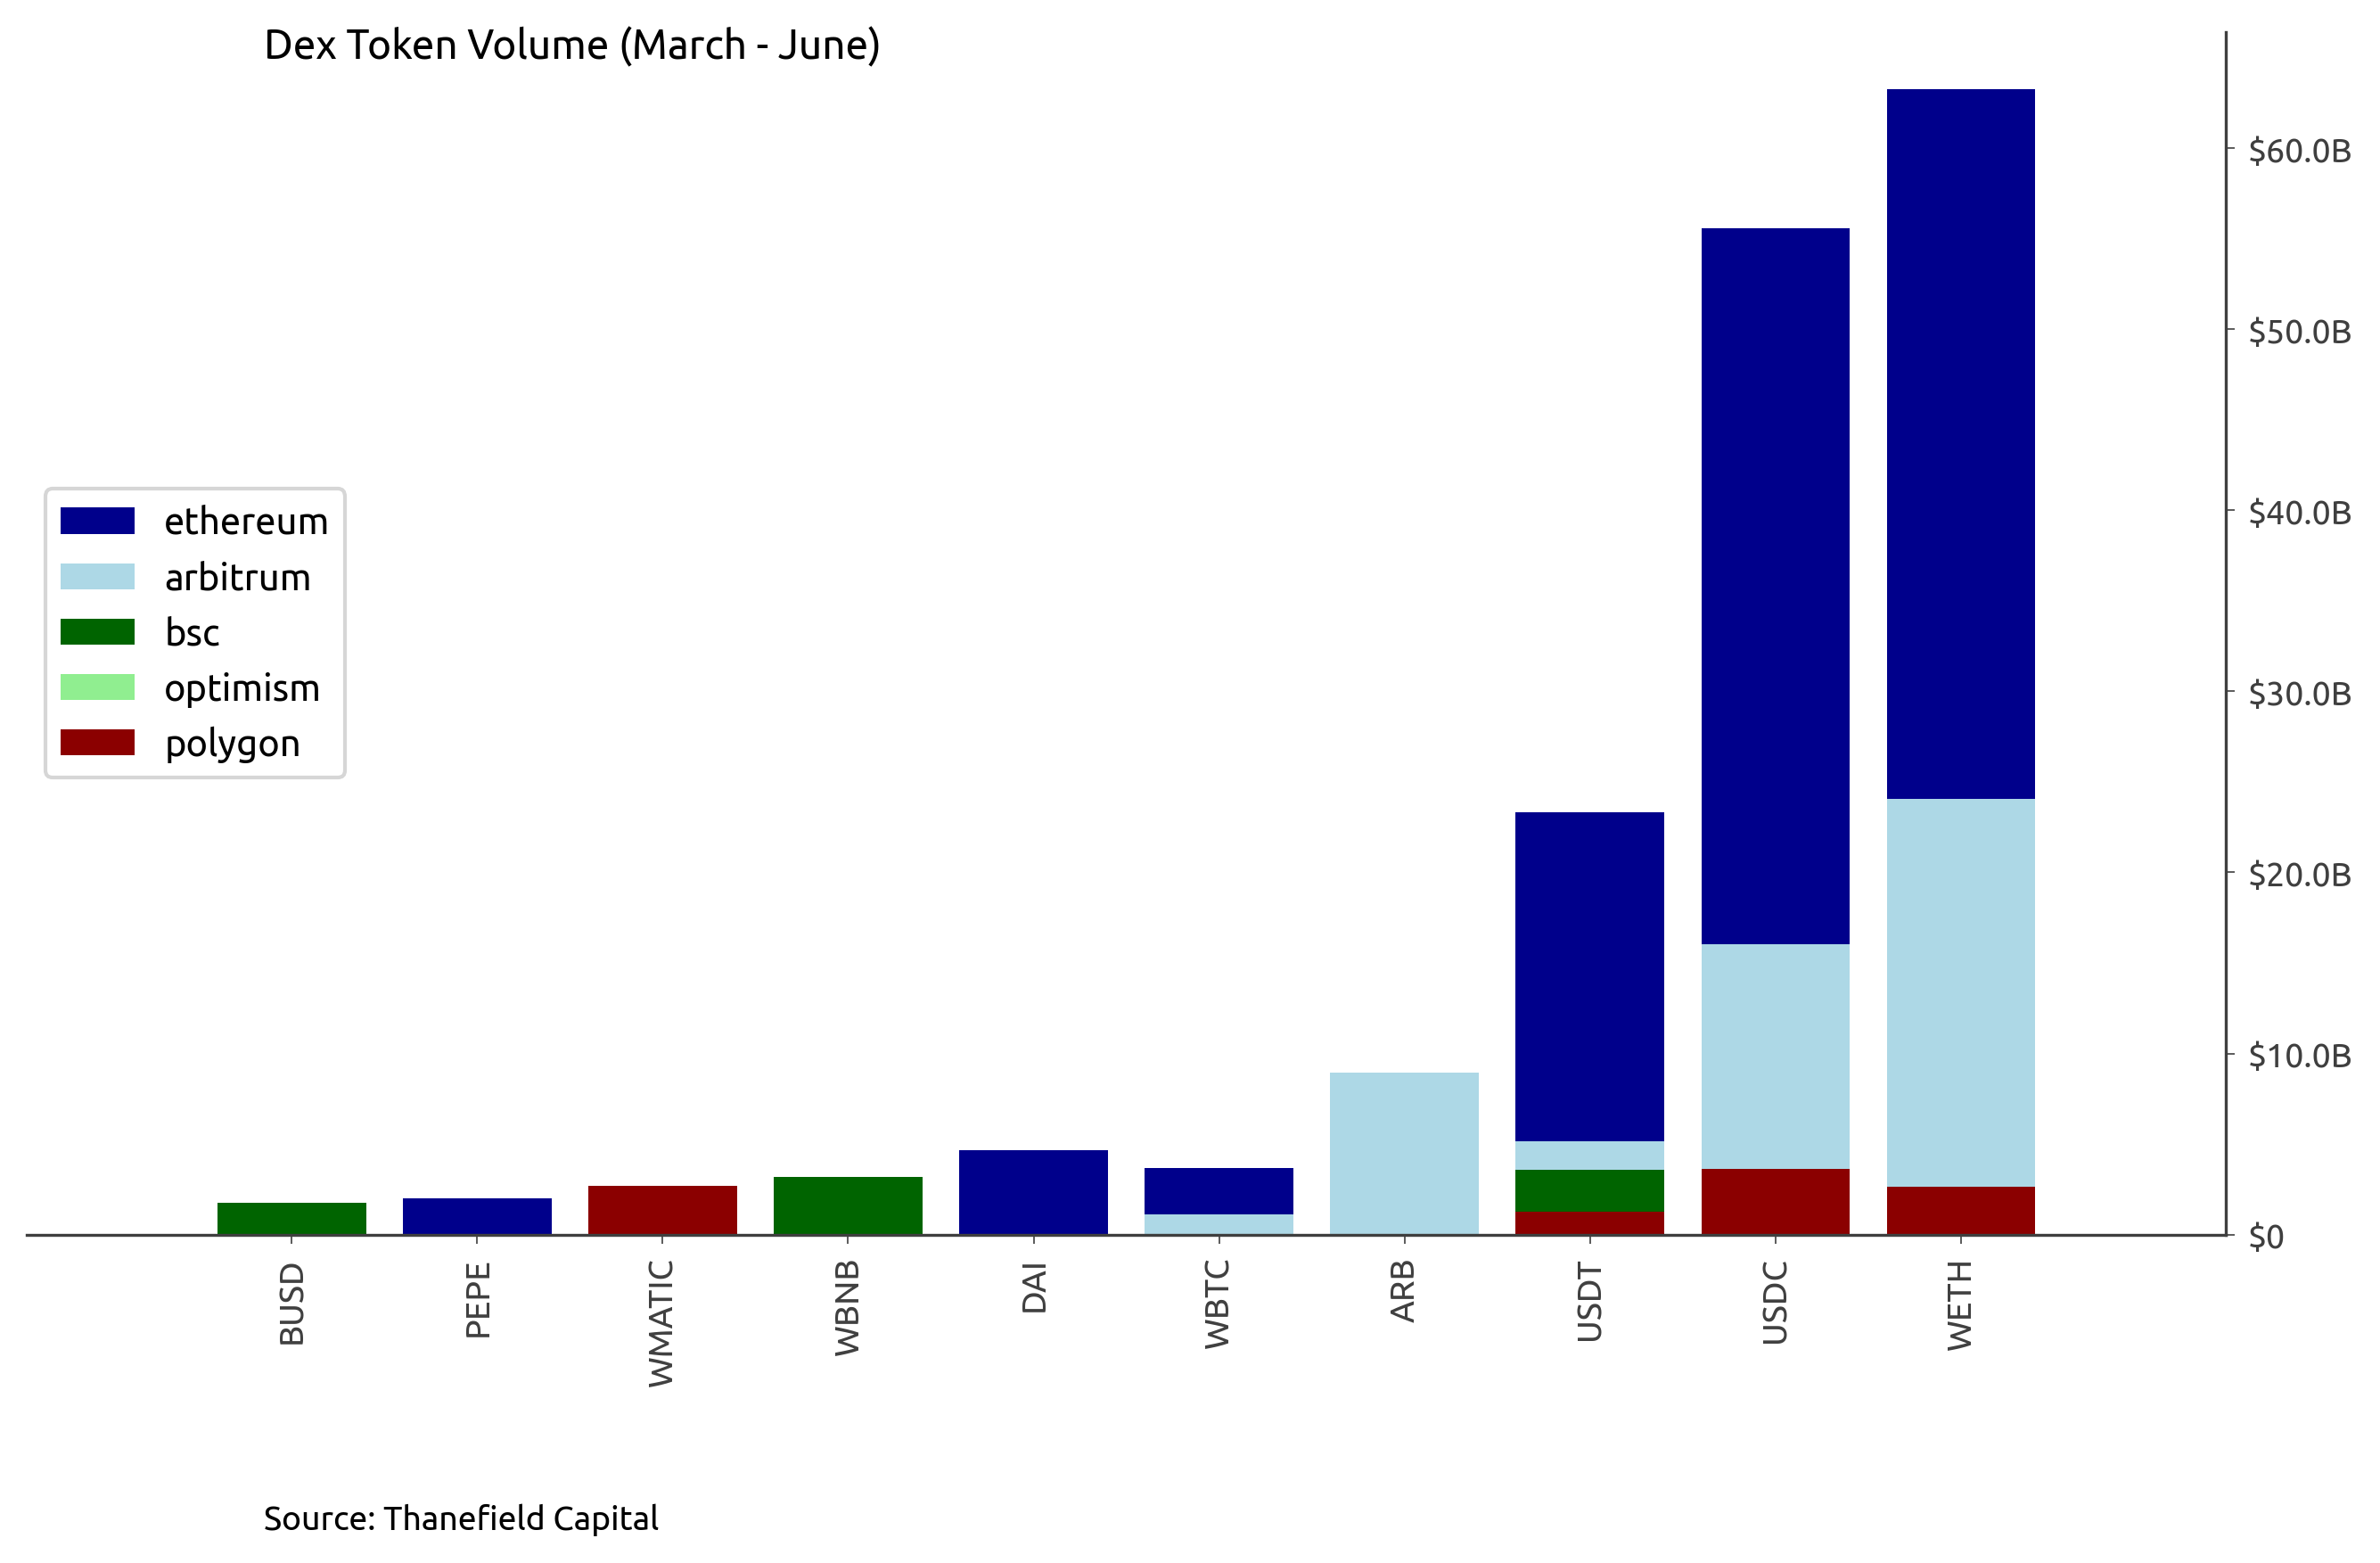 Dex Token Volume (March - June)
$60.0B
$50.0B
$40.0B
$30.0B
$20.0B
$10.0B
$0
ethereum
arbitrum
bsc
optimism
polygon
BUSD
PEPE
WMATIC
WBNB
DAI
WBTC
ARB
USDT
USDC
WETH
Source: Thanefield Capital